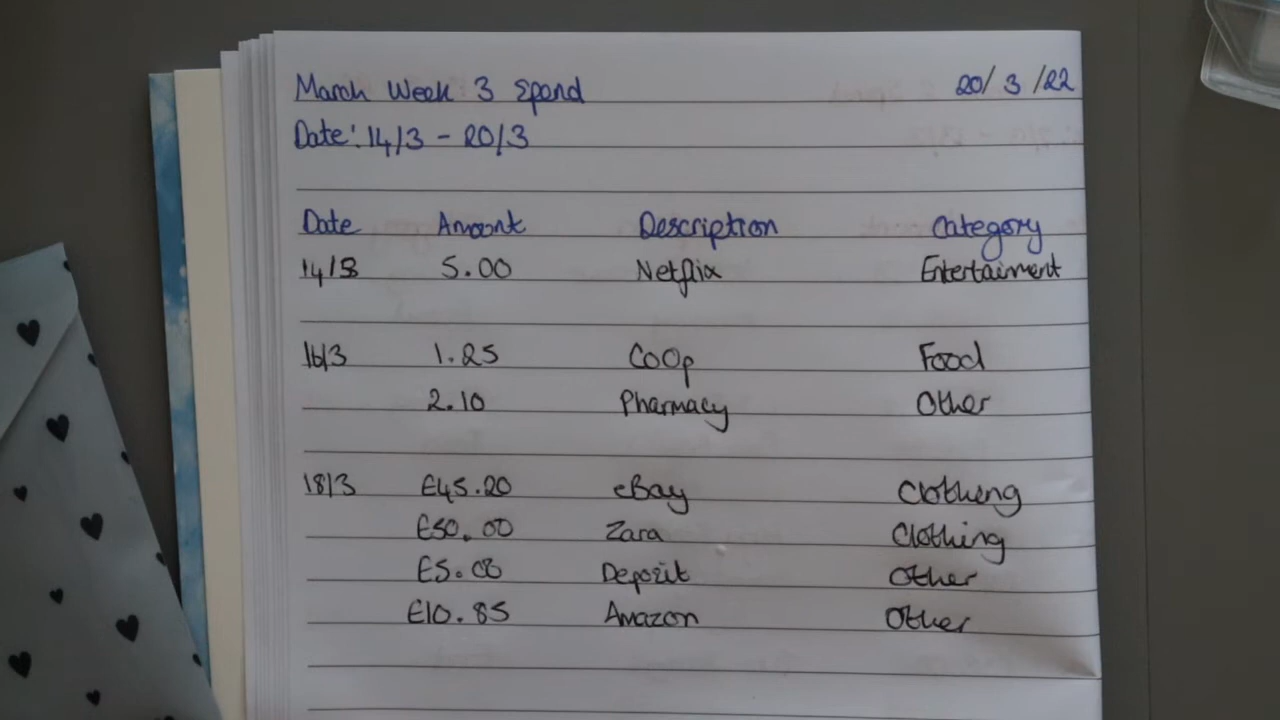 March Week 3 Spend 20/3/22
Date: 14/3 - 20/3
Date Amount Description Category
14/3 5.00 Netflix Entertaiment
16/3 1.25 CoOp Food
2.10 Pharmacy Other
18/3 £45.20 eBay Clothing
£50.00 Zara Clothing
£5.00 Deposit Other
£10.85 Amazon Other